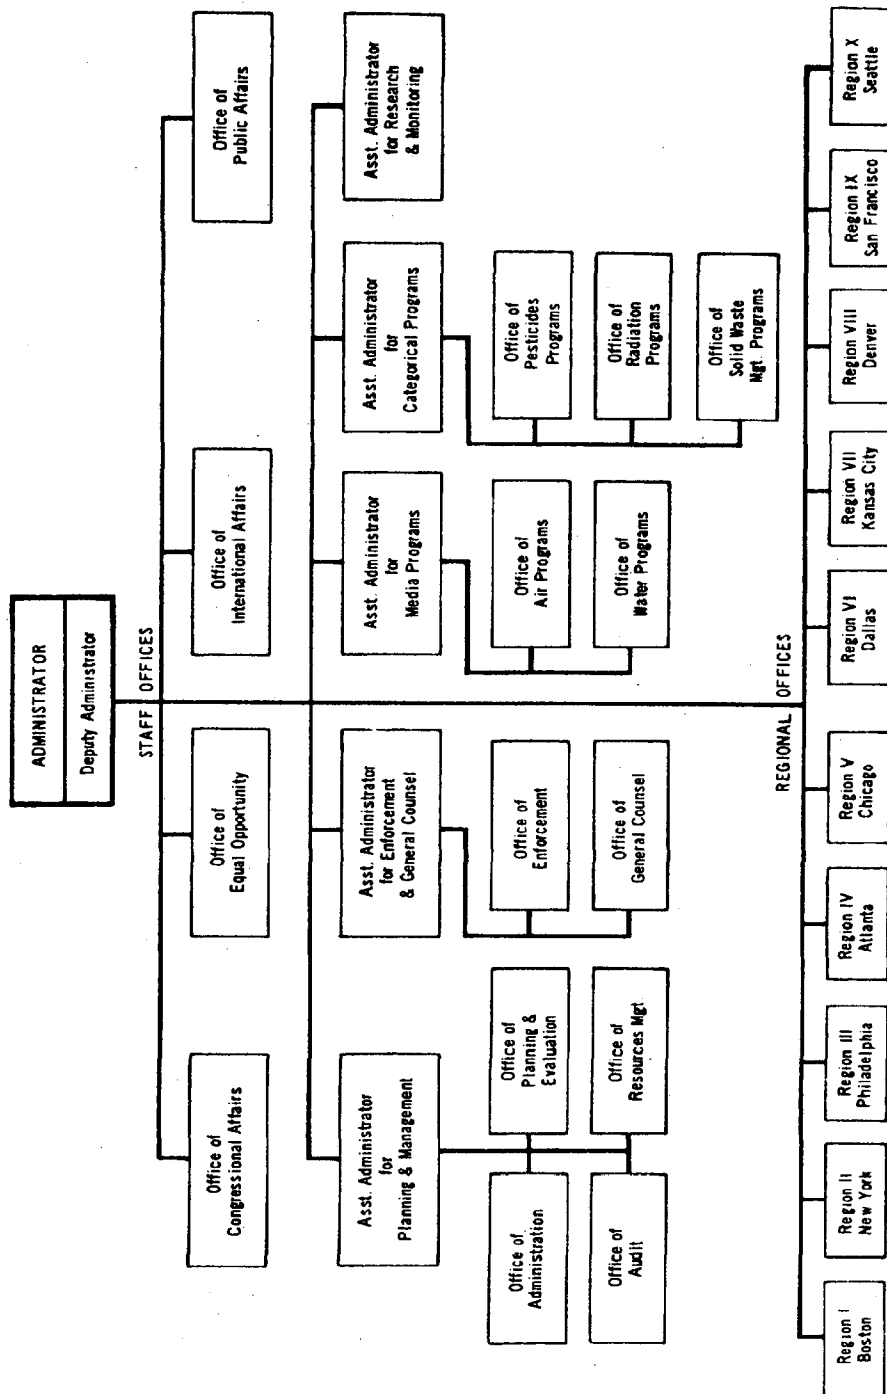 ADMINISTRATOR
Deputy Administrator
STAFF OFFICES
Office of
Congressional Affairs
Office of
Equal Opportunity
Office of
International Affairs
Office of
Public Affairs
Asst. Administrator
for
Planning & Management
Asst. Administrator
for Enforcement
& General Counsel
Asst. Administrator
for
Media Programs
Asst. Administrator
for
Categorical Programs
Asst. Administrator
for Research
& Monitoring
Office of
Administration
Office of
Planning &
Evaluation
Office of
Audit
Office of
Resources Mgt
Office of
Enforcement
Office of
General Counsel
Office of
Air Programs
Office of
Water Programs
Office of
Pesticides
Programs
Office of
Radiation
Programs
Office of
Solid Waste
Mgt. Programs
REGIONAL OFFICES
Region I
Boston
Region II
New York
Region III
Philadelphia
Region IV
Atlanta
Region V
Chicago
Region VI
Dallas
Region VII
Kansas City
Region VIII
Denver
Region IX
San Francisco
Region X
Seattle